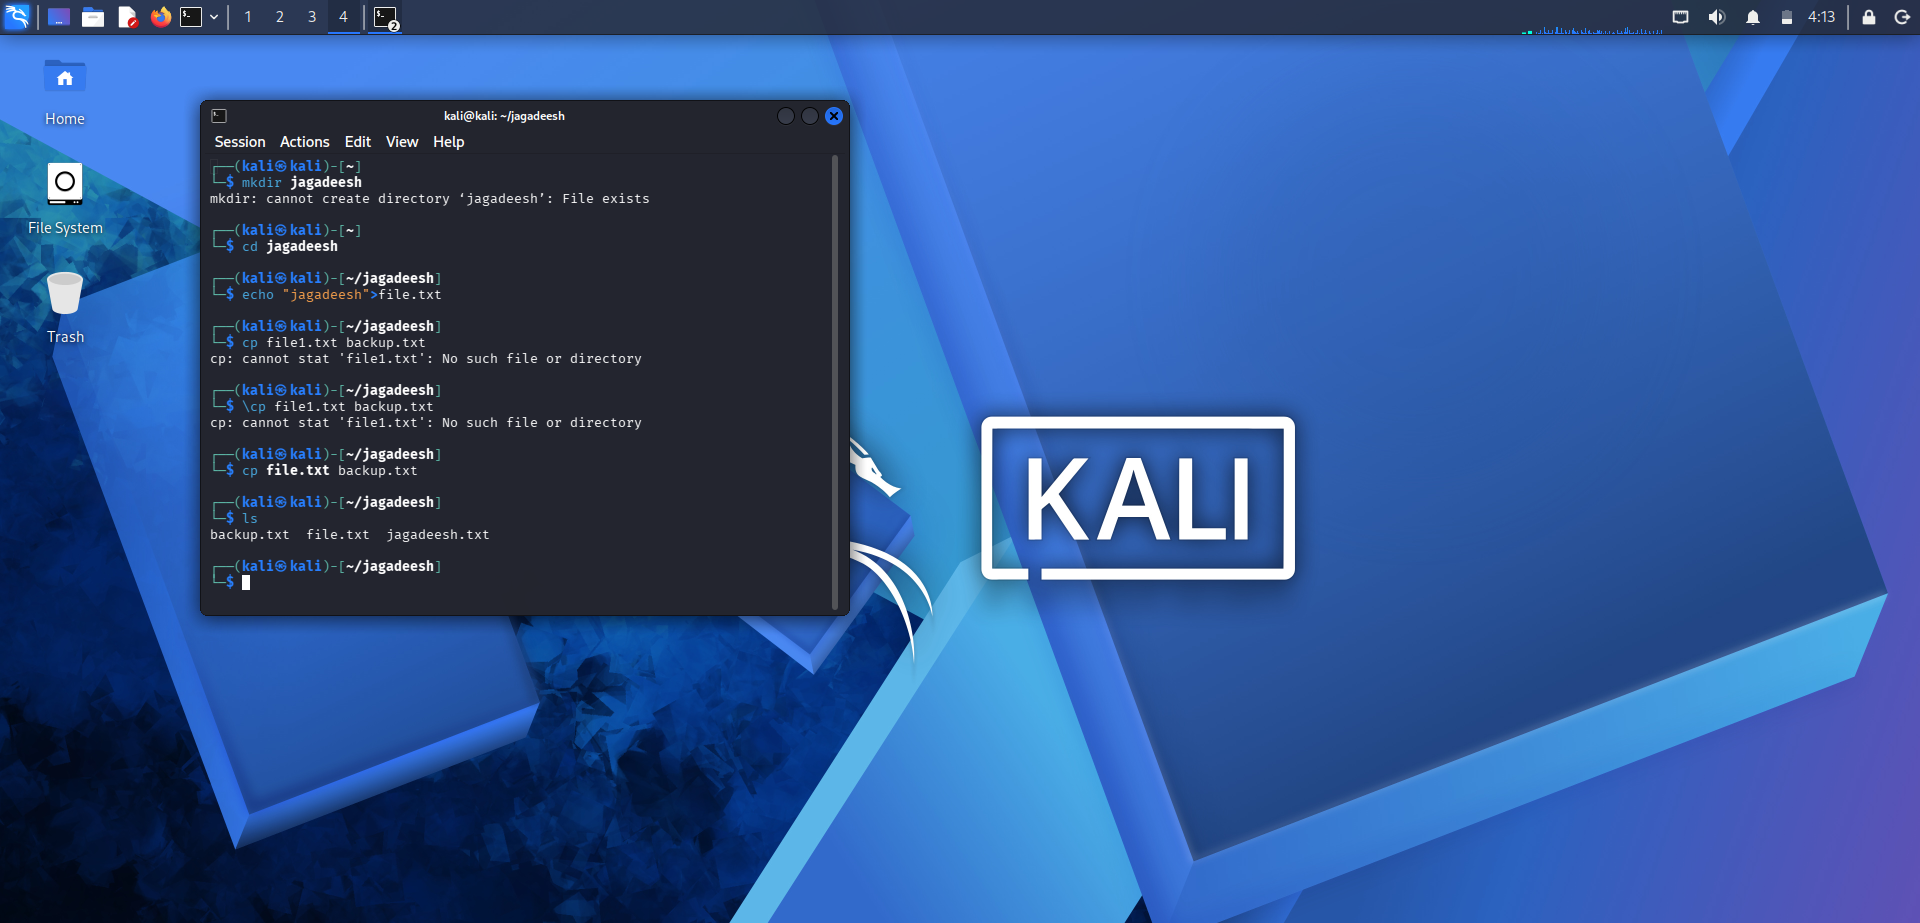 1 2 3 4 2 4:13
Home
File System
Trash
kali@kali: ~/jagadeesh
Session Actions Edit View Help
┌──(kali㉿kali)-[~]
└─$ mkdir jagadeesh
mkdir: cannot create directory ‘jagadeesh’: File exists
┌──(kali㉿kali)-[~]
└─$ cd jagadeesh
┌──(kali㉿kali)-[~/jagadeesh]
└─$ echo "jagadeesh">file.txt
┌──(kali㉿kali)-[~/jagadeesh]
└─$ cp file1.txt backup.txt
cp: cannot stat 'file1.txt': No such file or directory
┌──(kali㉿kali)-[~/jagadeesh]
└─$ \cp file1.txt backup.txt
cp: cannot stat 'file1.txt': No such file or directory
┌──(kali㉿kali)-[~/jagadeesh]
└─$ cp file.txt backup.txt
┌──(kali㉿kali)-[~/jagadeesh]
└─$ ls
backup.txt  file.txt  jagadeesh.txt
┌──(kali㉿kali)-[~/jagadeesh]
└─$
KALI